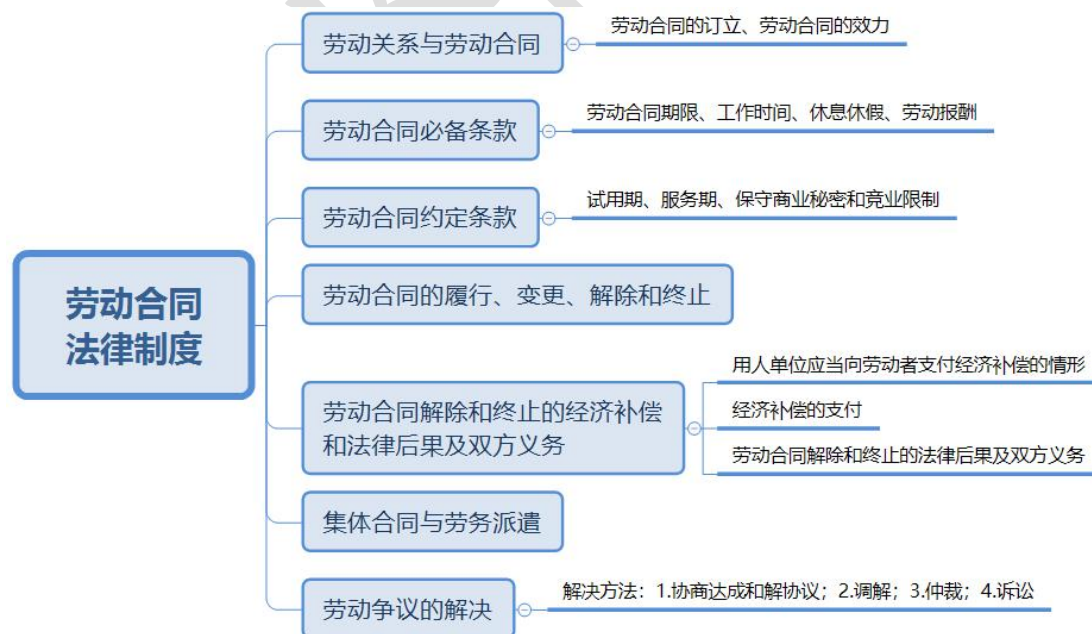 劳动合同
法律制度
劳动关系与劳动合同
劳动合同的订立、劳动合同的效力
劳动合同必备条款
劳动合同期限、工作时间、休息休假、劳动报酬
劳动合同约定条款
试用期、服务期、保守商业秘密和竞业限制
劳动合同的履行、变更、解除和终止
劳动合同解除和终止的经济补偿
和法律后果及双方义务
用人单位应当向劳动者支付经济补偿的情形
经济补偿的支付
劳动合同解除和终止的法律后果及双方义务
集体合同与劳务派遣
劳动争议的解决
解决方法：1.协商达成和解协议；2.调解；3.仲裁；4.诉讼